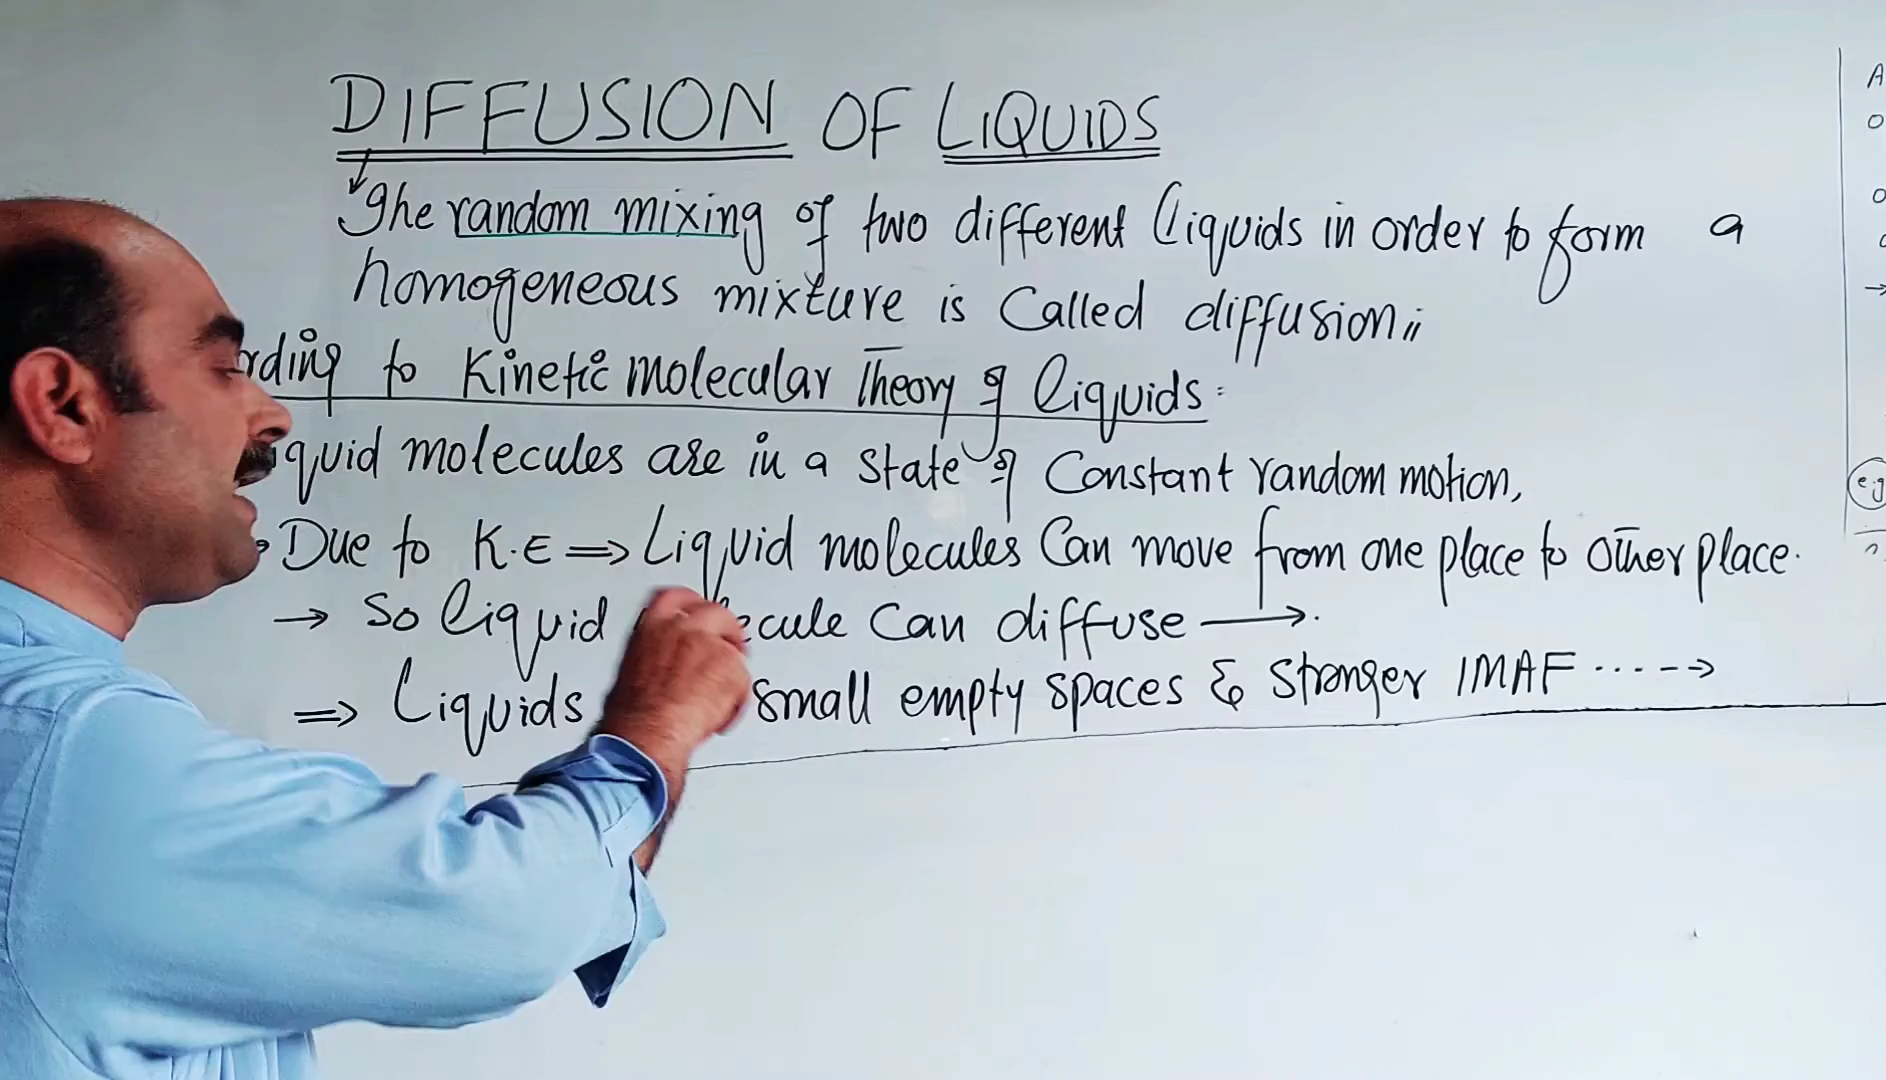 DIFFUSION OF LIQUIDS
The random mixing of two different liquids in order to form a
homogeneous mixture is Called diffusion
to Kinetic molecular Theory of liquids:
molecules are in a State of Constant random motion,
Due to K.E ⇒ Liquid molecules Can move from one place to other place.
→ So liquid Can diffuse →.
⇒ Liquids small empty spaces & Stronger IMAF ....-->
A
o
o
→
e.g